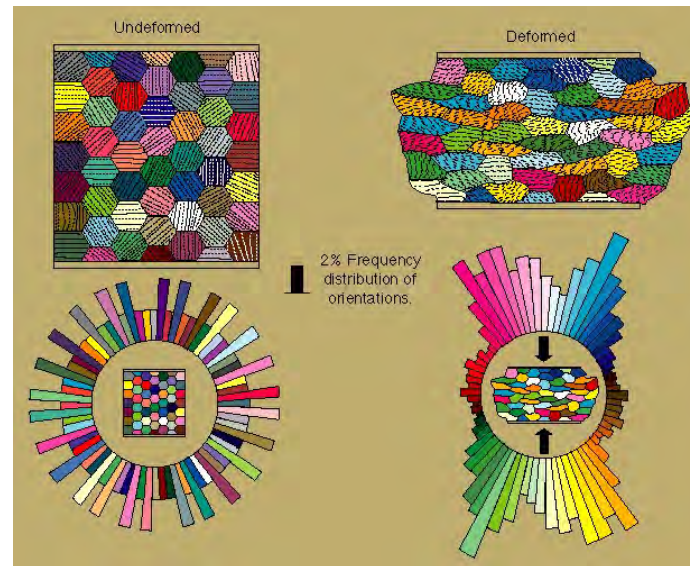 Undeformed
Deformed
2% Frequency
distribution of
orientations.